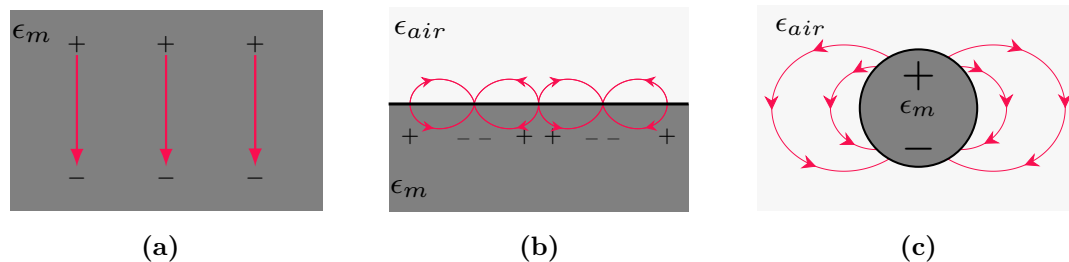 ϵₘ
+ + +
− − −
(a)
ϵₐᵢᵣ
+ − − + + − − +
ϵₘ
(b)
ϵₐᵢᵣ
+
ϵₘ
−
(c)